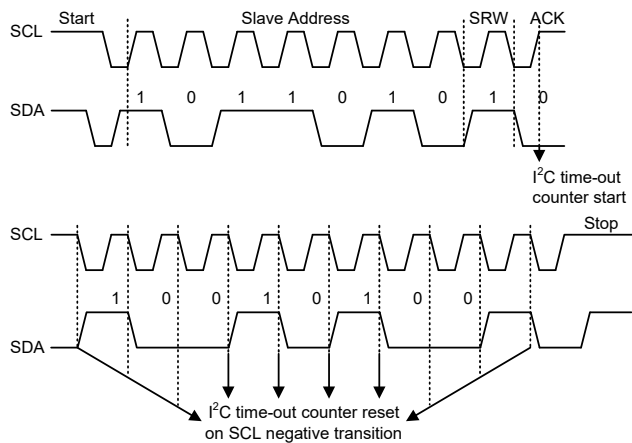 Start Slave Address SRW ACK
SCL
1 0 1 1 0 1 0 1 0
SDA
I²C time-out
counter start
SCL Stop
1 0 0 1 0 1 0 0
SDA
I²C time-out counter reset
on SCL negative transition